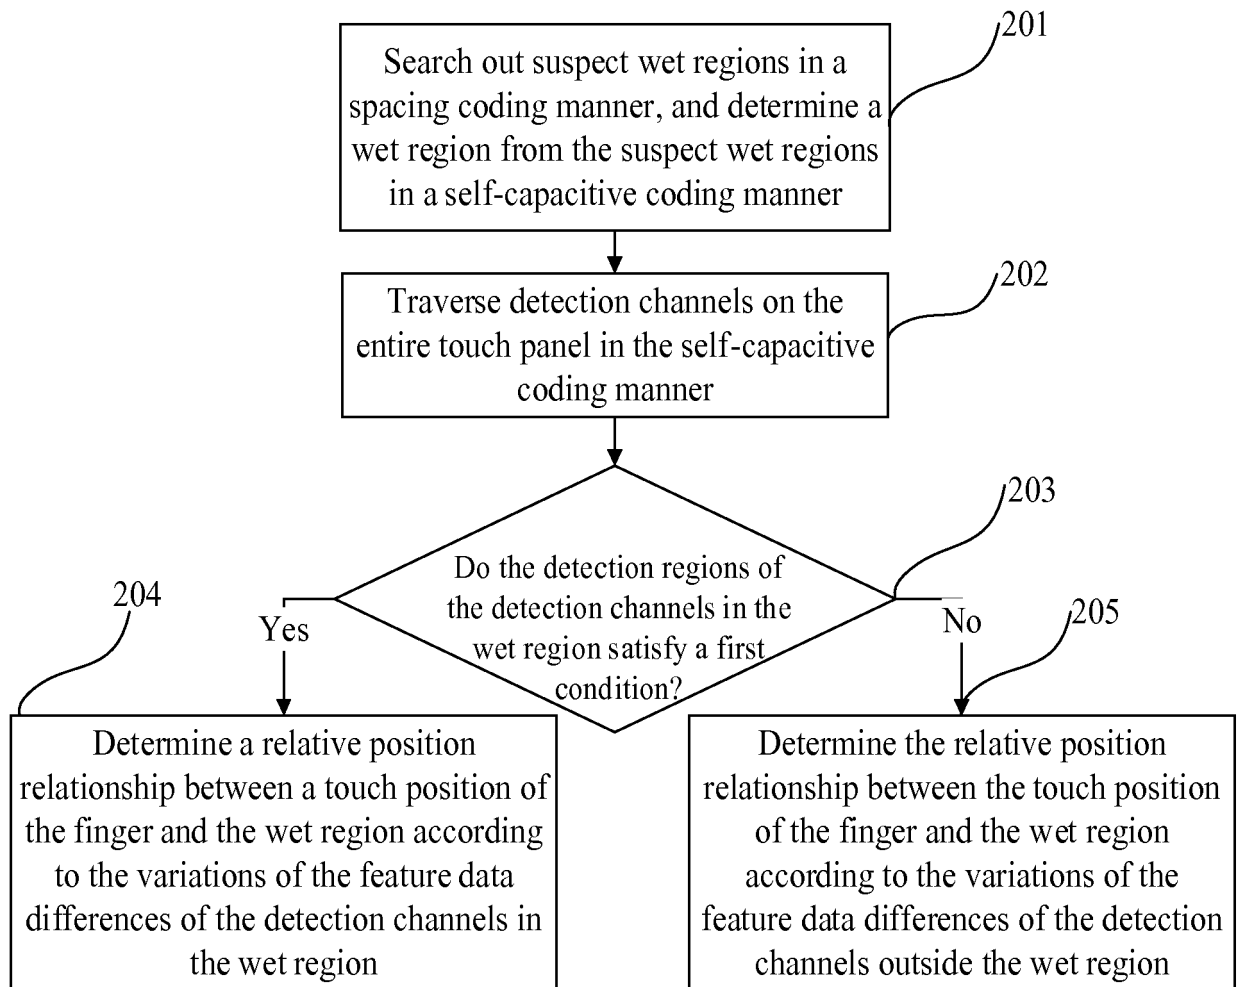 201
Search out suspect wet regions in a
spacing coding manner, and determine a
wet region from the suspect wet regions
in a self-capacitive coding manner
202
Traverse detection channels on the
entire touch panel in the self-capacitive
coding manner
203
Do the detection regions of
the detection channels in the
wet region satisfy a first
condition?
204
Yes
No
205
Determine a relative position
relationship between a touch position of
the finger and the wet region according
to the variations of the feature data
differences of the detection channels in
the wet region
Determine the relative position
relationship between the touch position
of the finger and the wet region
according to the variations of the
feature data differences of the detection
channels outside the wet region